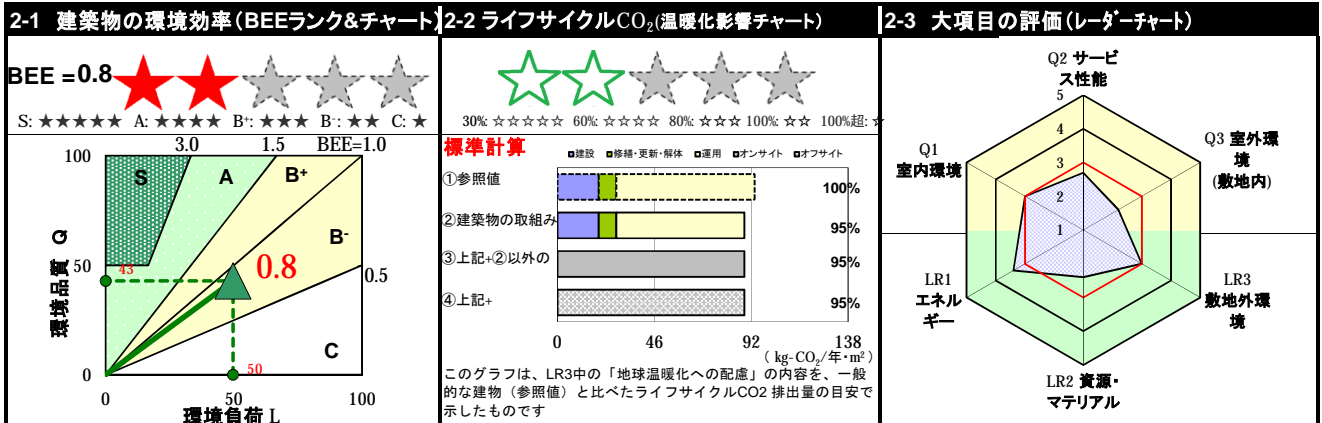 2-1 建築物の環境効率(BEEランク&チャート)
BEE = 0.8
S: ★★★★★ A: ★★★★ B⁺: ★★★ B⁻: ★★ C: ★
3.0 1.5 BEE=1.0
100
S
A
B⁺
B⁻
環境品質 Q
50
43
0.8
0.5
C
0
50
0 50 100
環境負荷 L
2-2 ライフサイクルCO₂(温暖化影響チャート)
30%: ☆☆☆☆☆ 60%: ☆☆☆☆ 80%: ☆☆☆ 100%: ☆☆ 100%超: ☆
標準計算
■建設 ■修繕・更新・解体 □運用 ■オンサイト ■オフサイト
①参照値 100%
②建築物の取組み 95%
③上記+②以外の 95%
④上記+ 95%
0 46 92 138
( kg-CO₂/年・m² )
このグラフは、LR3中の「地球温暖化への配慮」の内容を、一般
的な建物(参照値)と比べたライフサイクルCO2 排出量の目安で
示したものです
2-3 大項目の評価(レーダーチャート)
Q2 サービ
ス性能
5
4
3
2
1
Q1
室内環境
Q3 室外環
境
(敷地内)
LR1
エネル
ギー
LR3
敷地外環
境
LR2 資源・
マテリアル